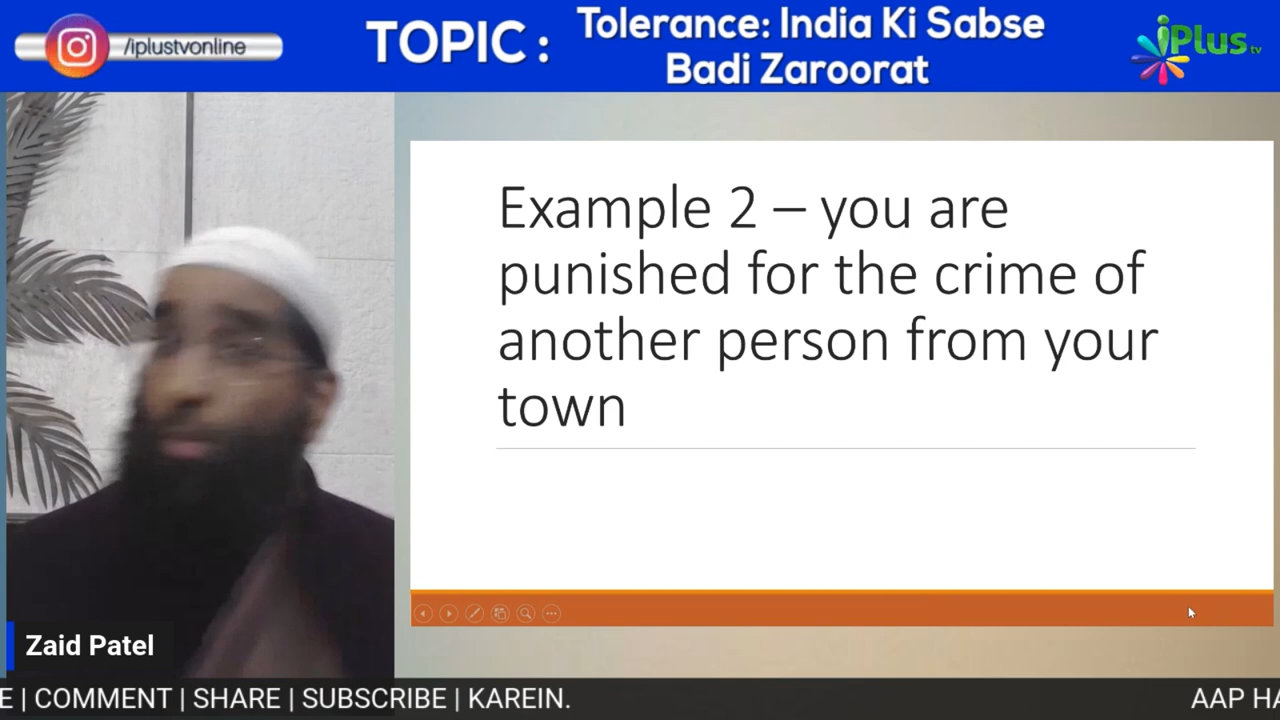 /iplustvonline
TOPIC :
Tolerance: India Ki Sabse
Badi Zaroorat
iPlus tv
Example 2 – you are
punished for the crime of
another person from your
town
Zaid Patel
E | COMMENT | SHARE | SUBSCRIBE | KAREIN.
AAP HA